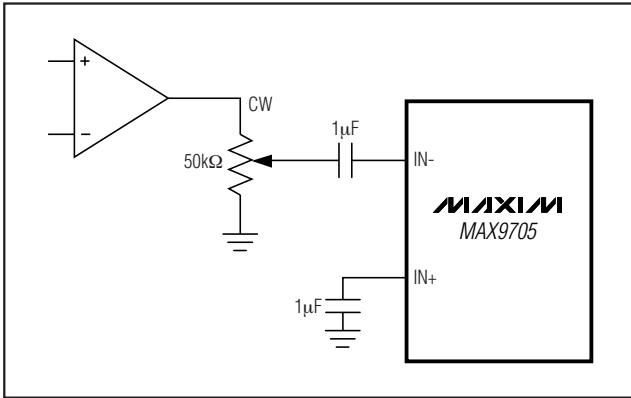 +
−
CW
50kΩ
1μF
IN-
MAXIM
MAX9705
IN+
1μF